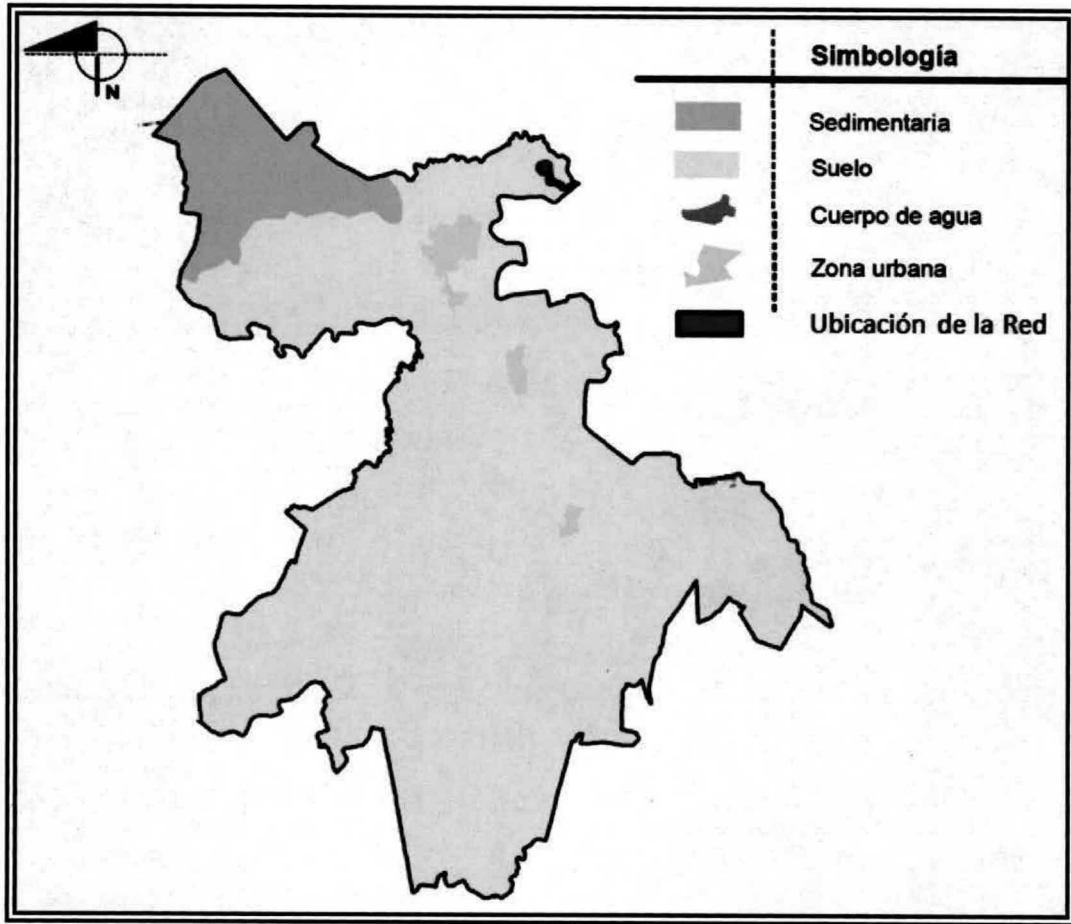 N
Simbología
Sedimentaria
Suelo
Cuerpo de agua
Zona urbana
Ubicación de la Red